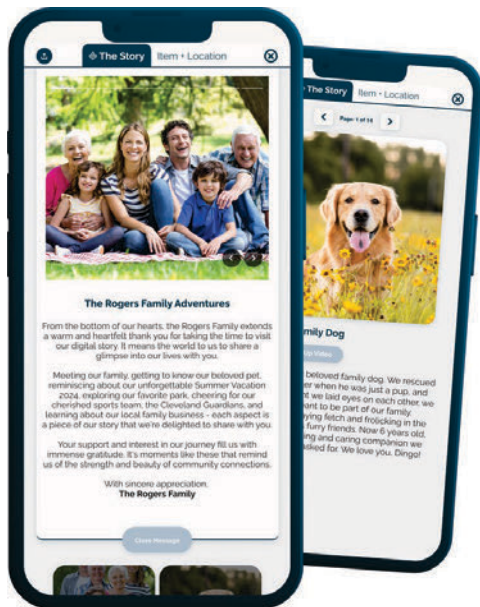 The Story
Item + Location
The Rogers Family Adventures
From the bottom of our hearts, the Rogers Family extends
a warm and heartfelt thank you for taking the time to visit
our digital story. It means the world to us to share a
glimpse into our lives with you.
Meeting our family, getting to know our beloved pet,
reminiscing about our unforgettable Summer Vacation
2024, exploring our favorite park, cheering for our
cherished sports team, the Cleveland Guardians, and
learning about our local family business - each aspect is
a piece of our story that we're delighted to share with you.
Your support and interest in our journey fill us with
immense gratitude. It's moments like these that remind
us of the strength and beauty of community connections.
With sincere appreciation,
The Rogers Family
Close Message
The Story
Item + Location
Page: 1 of 14
mily Dog
Up Video
beloved family dog. We rescued
er when he was just a pup, and
t we laid eyes on each other, we
ant to be part of our family.
ying fetch and frolicking in the
furry friends. Now 6 years old,
ing and caring companion we
sked for. We love you, Dingo!